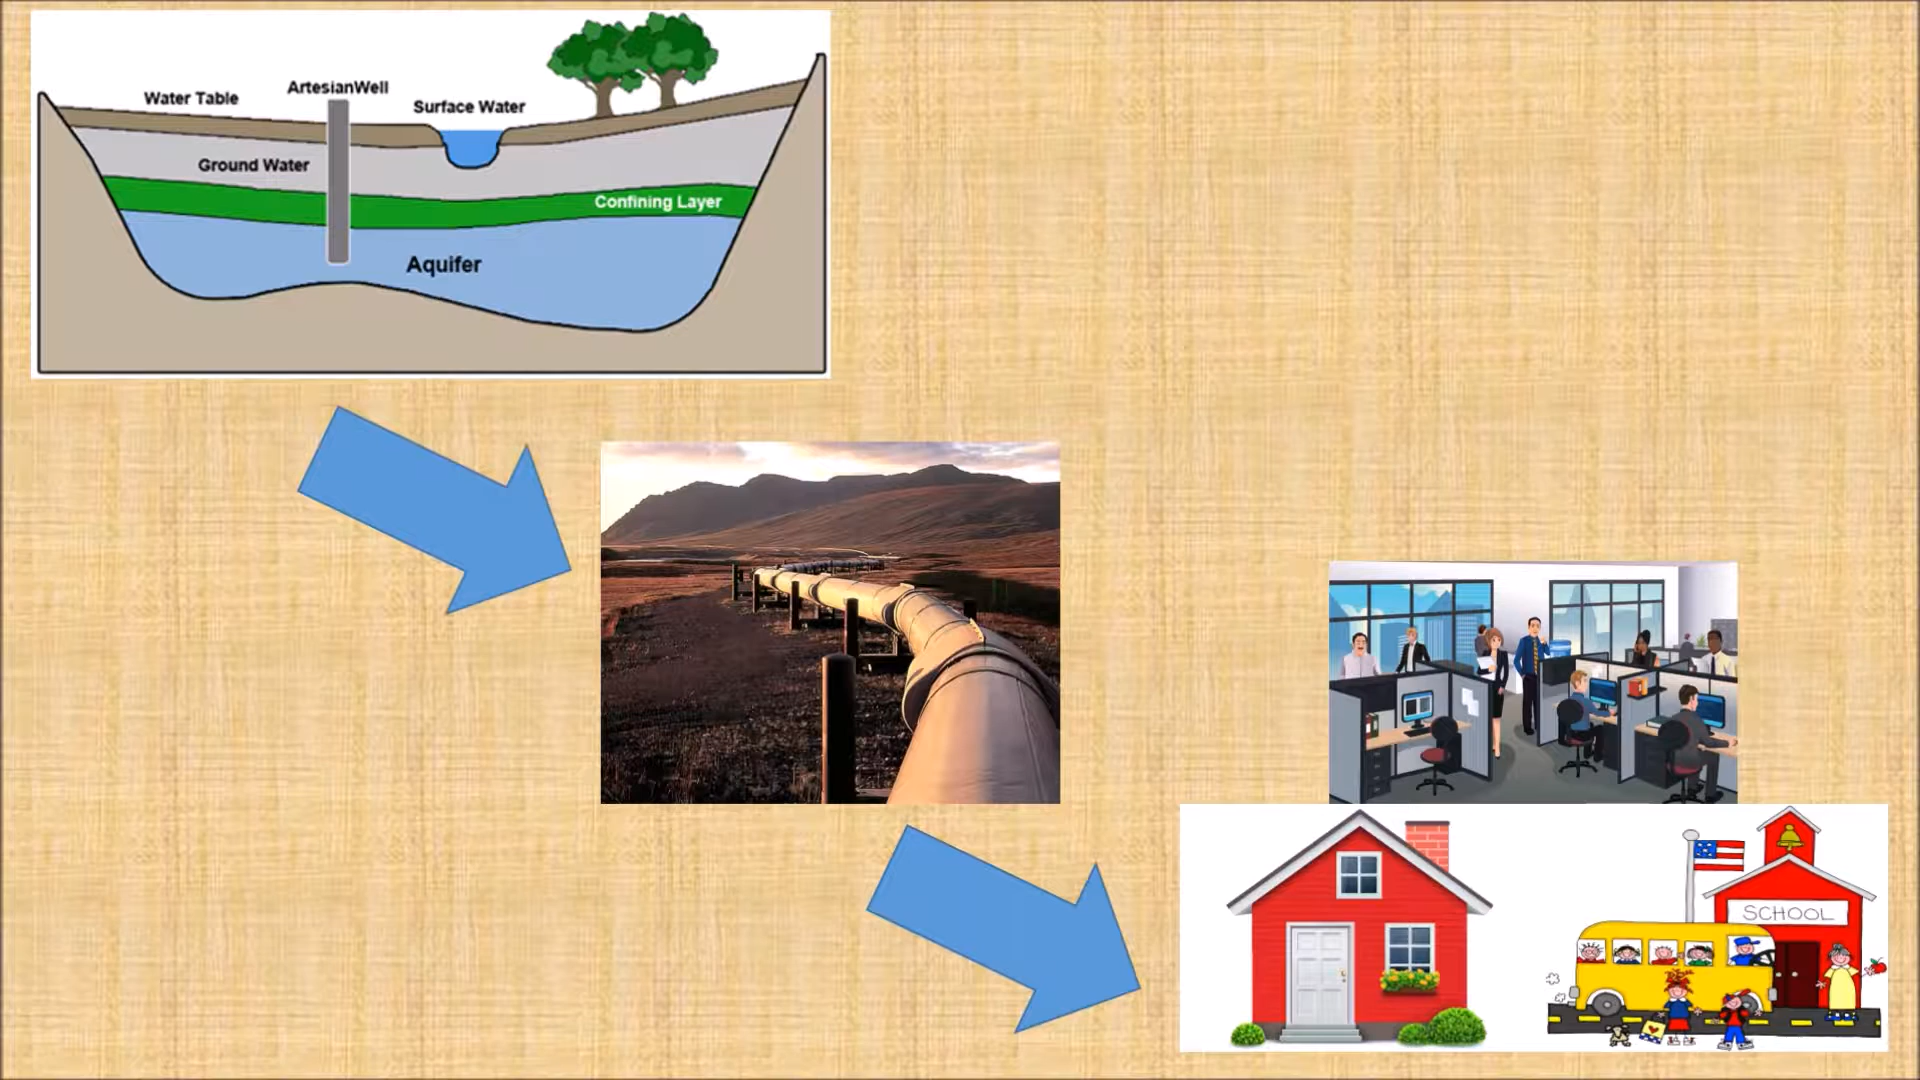 ArtesianWell
Water Table
Surface Water
Ground Water
Confining Layer
Aquifer
SCHOOL